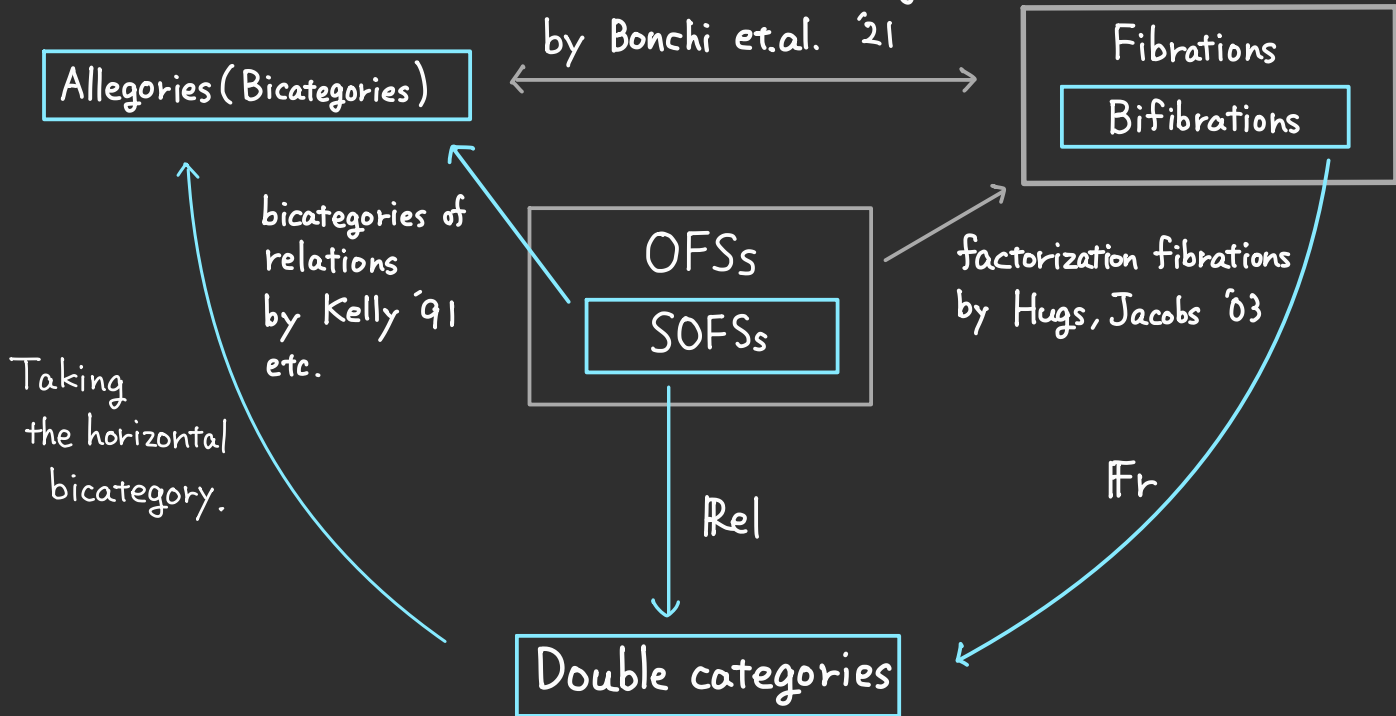 by Bonchi et.al. '21
Allegories (Bicategories)
Fibrations
Bifibrations
bicategories of
relations
by Kelly '91
etc.
OFSs
SOFSs
factorization fibrations
by Hugs, Jacobs '03
Taking
the horizontal
bicategory.
ℝel
𝔽r
Double categories